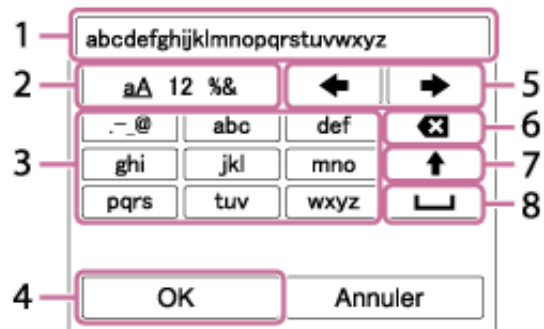 1 abcdefghijklmnopqrstuvwxyz
2 aA 12 %& 5
.-_@ abc def 6
3 ghi jkl mno 7
pqrs tuv wxyz 8
4 OK Annuler